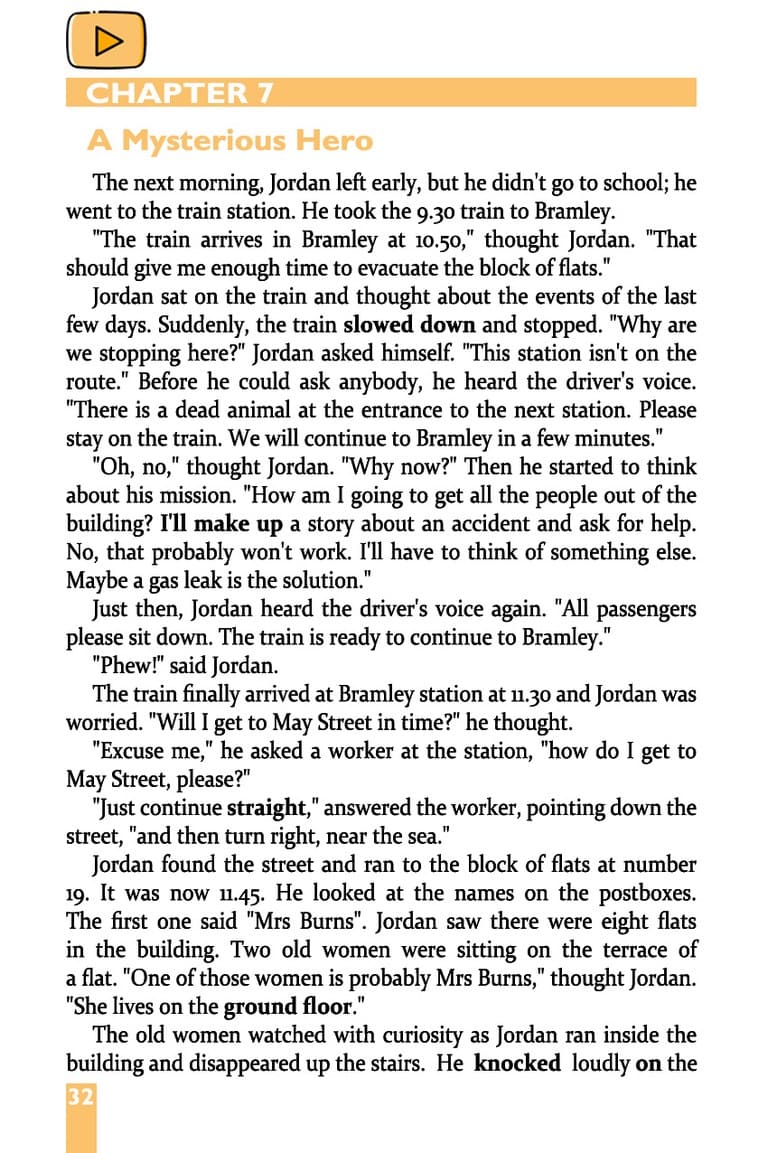 CHAPTER 7
A Mysterious Hero
The next morning, Jordan left early, but he didn't go to school; he
went to the train station. He took the 9.30 train to Bramley.
"The train arrives in Bramley at 10.50," thought Jordan. "That
should give me enough time to evacuate the block of flats."
Jordan sat on the train and thought about the events of the last
few days. Suddenly, the train slowed down and stopped. "Why are
we stopping here?" Jordan asked himself. "This station isn't on the
route." Before he could ask anybody, he heard the driver's voice.
"There is a dead animal at the entrance to the next station. Please
stay on the train. We will continue to Bramley in a few minutes."
"Oh, no," thought Jordan. "Why now?" Then he started to think
about his mission. "How am I going to get all the people out of the
building? I'll make up a story about an accident and ask for help.
No, that probably won't work. I'll have to think of something else.
Maybe a gas leak is the solution."
Just then, Jordan heard the driver's voice again. "All passengers
please sit down. The train is ready to continue to Bramley."
"Phew!" said Jordan.
The train finally arrived at Bramley station at 11.30 and Jordan was
worried. "Will I get to May Street in time?" he thought.
"Excuse me," he asked a worker at the station, "how do I get to
May Street, please?"
"Just continue straight," answered the worker, pointing down the
street, "and then turn right, near the sea."
Jordan found the street and ran to the block of flats at number
19. It was now 11.45. He looked at the names on the postboxes.
The first one said "Mrs Burns". Jordan saw there were eight flats
in the building. Two old women were sitting on the terrace of
a flat. "One of those women is probably Mrs Burns," thought Jordan.
"She lives on the ground floor."
The old women watched with curiosity as Jordan ran inside the
building and disappeared up the stairs. He knocked loudly on the
32